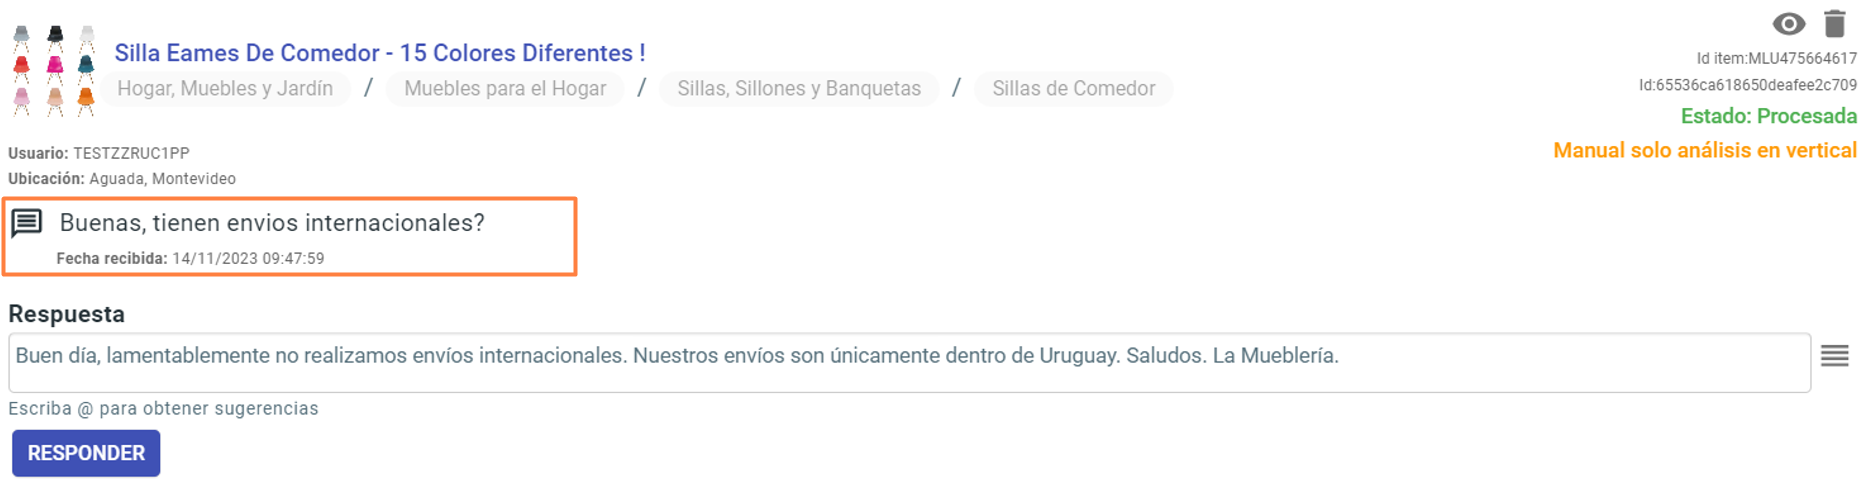 Silla Eames De Comedor - 15 Colores Diferentes !
Hogar, Muebles y Jardín / Muebles para el Hogar / Sillas, Sillones y Banquetas / Sillas de Comedor
Id item:MLU475664617
Id:65536ca618650deafee2c709
Estado: Procesada
Manual solo análisis en vertical
Usuario: TESTZZRUC1PP
Ubicación: Aguada, Montevideo
Buenas, tienen envios internacionales?
Fecha recibida: 14/11/2023 09:47:59
Respuesta
Buen día, lamentablemente no realizamos envíos internacionales. Nuestros envíos son únicamente dentro de Uruguay. Saludos. La Mueblería.
Escriba @ para obtener sugerencias
RESPONDER